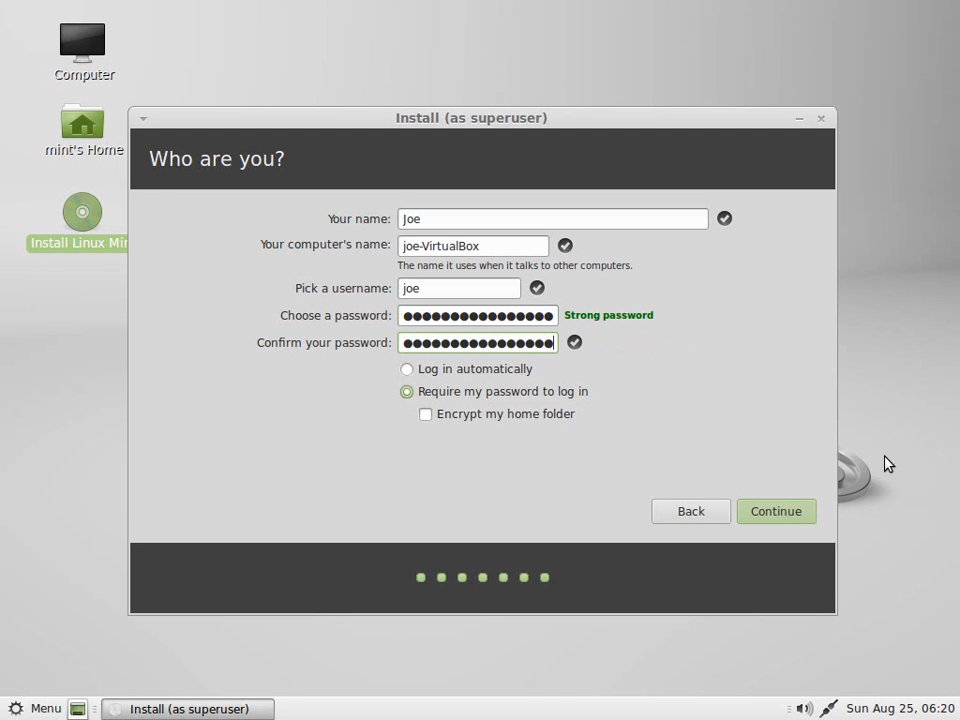 Computer
mint's Home
Install Linux Min
Install (as superuser)
Who are you?
Your name: Joe
Your computer's name: joe-VirtualBox
The name it uses when it talks to other computers.
Pick a username: joe
Choose a password: ●●●●●●●●●●●●●●●● Strong password
Confirm your password: ●●●●●●●●●●●●●●●●
Log in automatically
Require my password to log in
Encrypt my home folder
Back Continue
Menu Install (as superuser) Sun Aug 25, 06:20